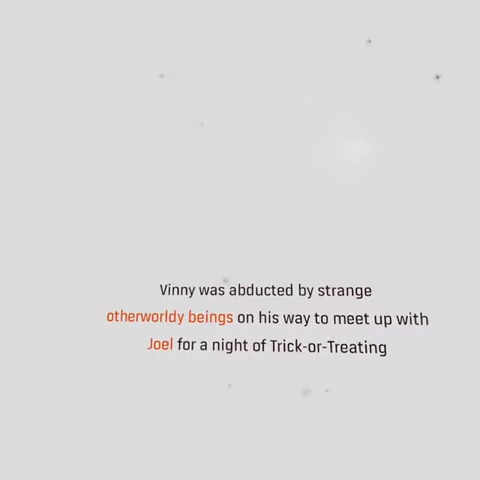 Vinny was abducted by strange
otherworldy beings on his way to meet up with
Joel for a night of Trick-or-Treating